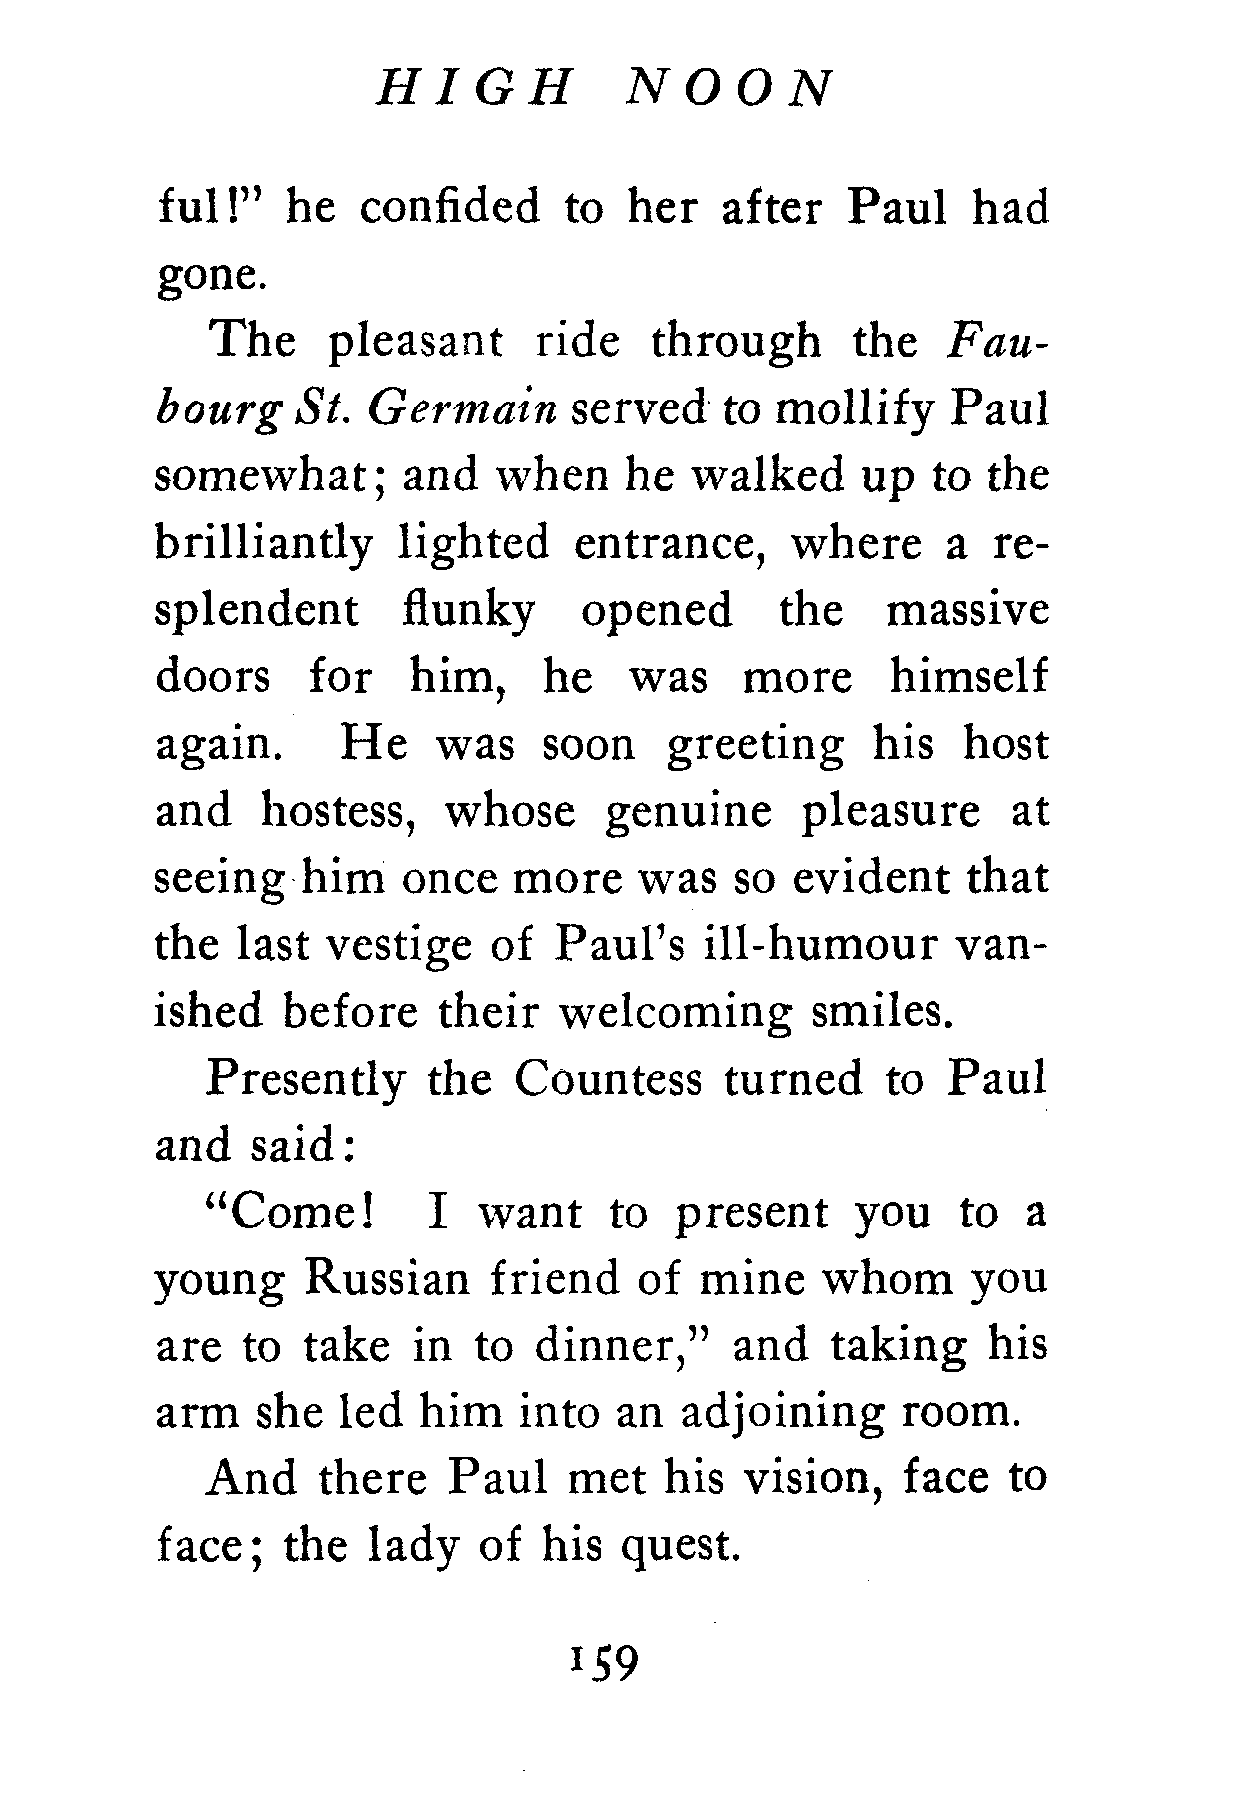 HIGH NOON
ful!" he confided to her after Paul had
gone.
The pleasant ride through the Fau-
bourg St. Germain served to mollify Paul
somewhat; and when he walked up to the
brilliantly lighted entrance, where a re-
splendent flunky opened the massive
doors for him, he was more himself
again. He was soon greeting his host
and hostess, whose genuine pleasure at
seeing him once more was so evident that
the last vestige of Paul's ill-humour van-
ished before their welcoming smiles.
Presently the Countess turned to Paul
and said:
"Come! I want to present you to a
young Russian friend of mine whom you
are to take in to dinner," and taking his
arm she led him into an adjoining room.
And there Paul met his vision, face to
face; the lady of his quest.
159